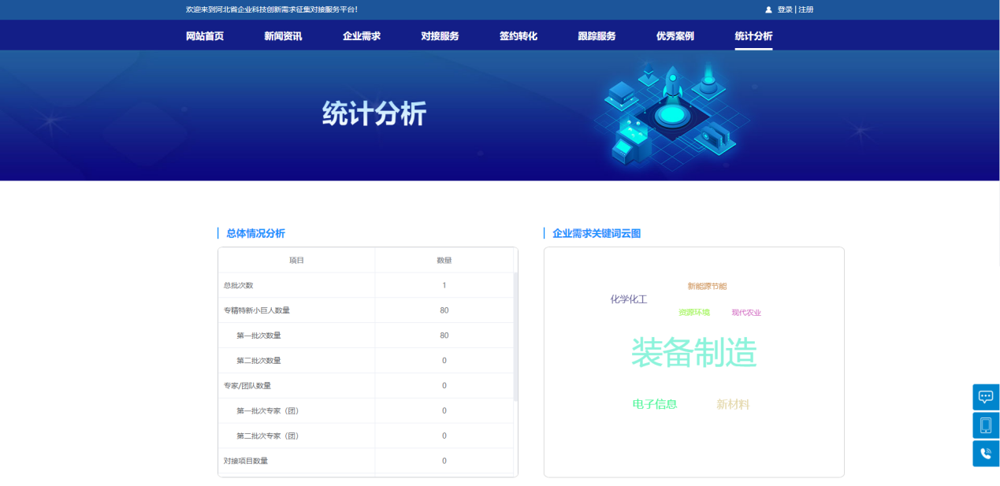 欢迎来到河北省企业科技创新需求征集对接服务平台!
登录 | 注册
网站首页 新闻资讯 企业需求 对接服务 签约转化 跟踪服务 优秀案例 统计分析
统计分析
总体情况分析
项目 数量
总批次数 1
专精特新小巨人数量 80
第一批次数量 80
第二批次数量 0
专家/团队数量 0
第一批次专家（团） 0
第二批次专家（团） 0
对接项目数量 0
企业需求关键词云图
新能源节能
化学化工
资源环境 现代农业
装备制造
电子信息 新材料